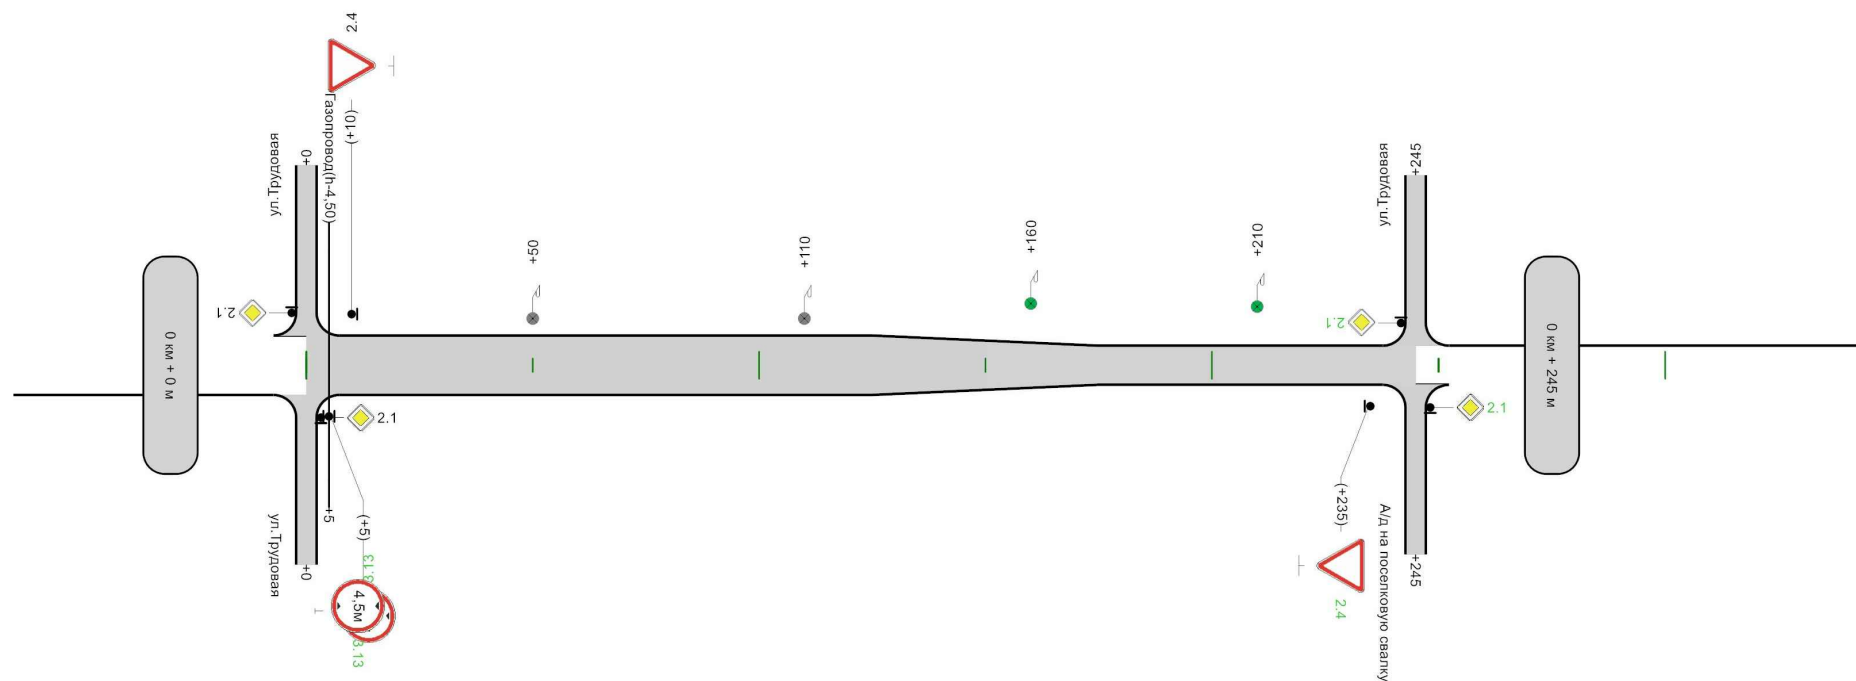 2.4
(+10)
Газопровод(h-4,50)
ул.Трудовая
+0
2.1
0 км + 0 м
+50
+110
+160
+210
ул.Трудовая
+245
2.1
0 км + 245 м
2.1
2.1
+5
(+5)
ул.Трудовая
+0
3.13
4,5м
3.13
(+235)
2.4
А/д на поселковую свалку
+245